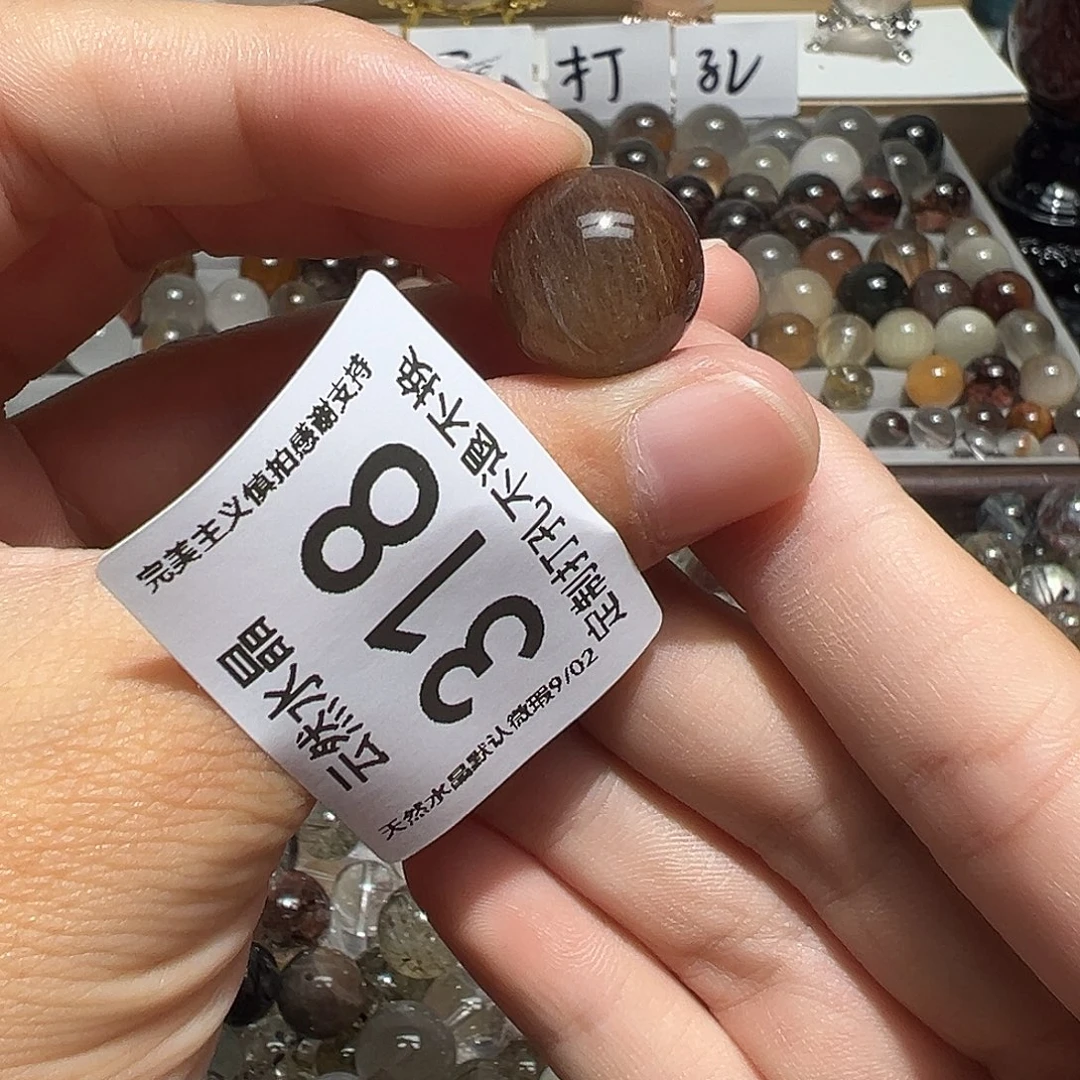 打 孔
完美主义慎拍感谢支持
云然水晶
318
定制打孔不退不换
天然水晶默认微瑕9/02